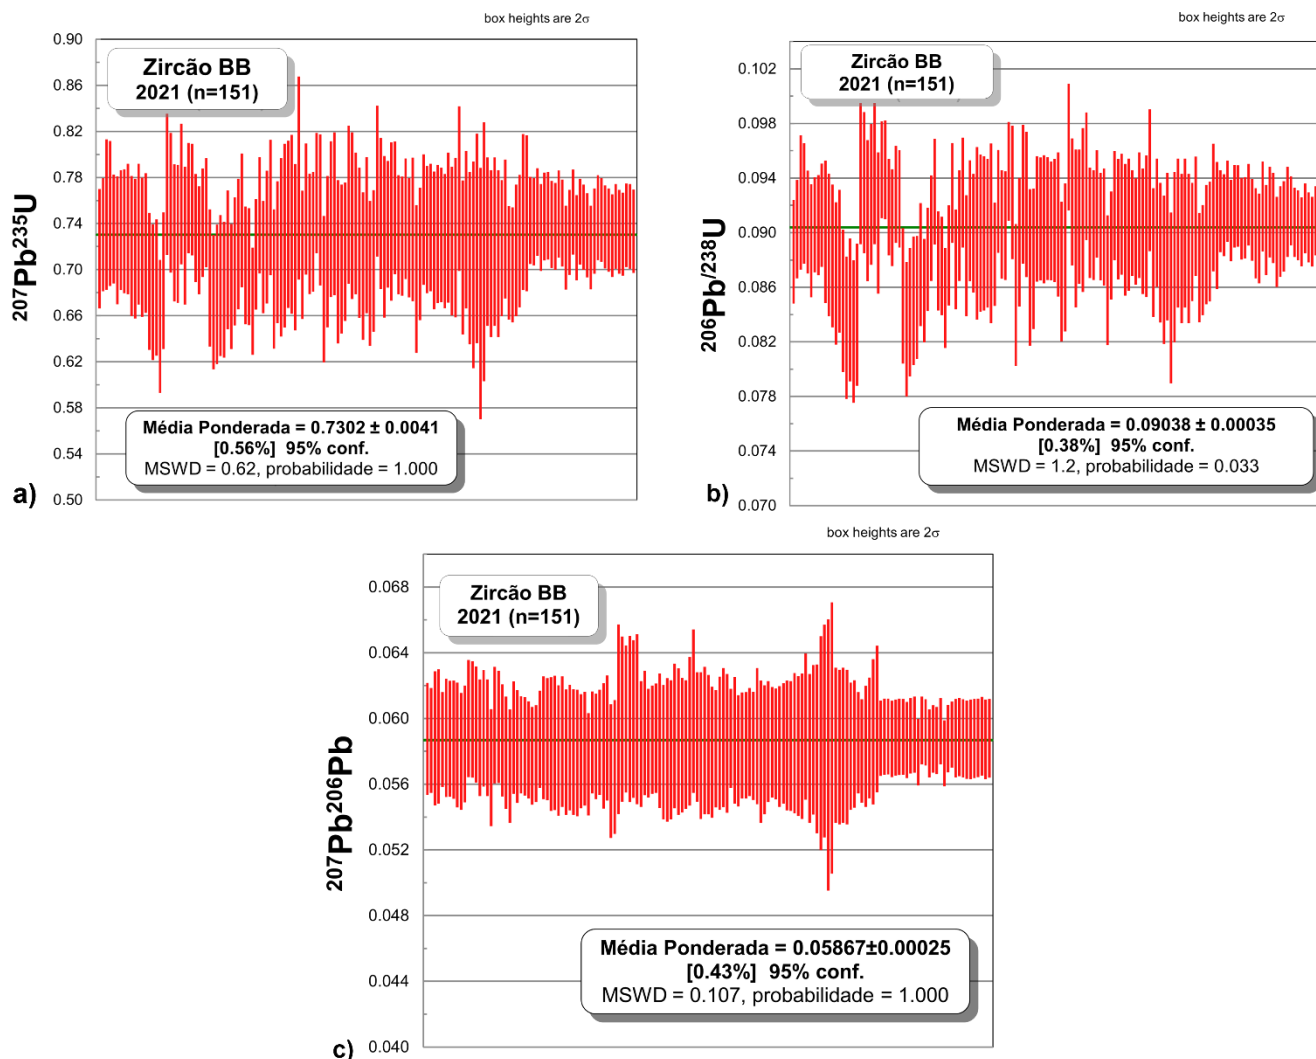 box heights are 2σ
Zircão BB
2021 (n=151)
²⁰⁷Pb²³⁵U
0.90
0.86
0.82
0.78
0.74
0.70
0.66
0.62
0.58
0.54
0.50
Média Ponderada = 0.7302 ± 0.0041
[0.56%] 95% conf.
MSWD = 0.62, probabilidade = 1.000
a)
box heights are 2σ
Zircão BB
2021 (n=151)
²⁰⁶Pb/²³⁸U
0.102
0.098
0.094
0.090
0.086
0.082
0.078
0.074
0.070
Média Ponderada = 0.09038 ± 0.00035
[0.38%] 95% conf.
MSWD = 1.2, probabilidade = 0.033
b)
box heights are 2σ
Zircão BB
2021 (n=151)
²⁰⁷Pb²⁰⁶Pb
0.068
0.064
0.060
0.056
0.052
0.048
0.044
0.040
Média Ponderada = 0.05867±0.00025
[0.43%] 95% conf.
MSWD = 0.107, probabilidade = 1.000
c)